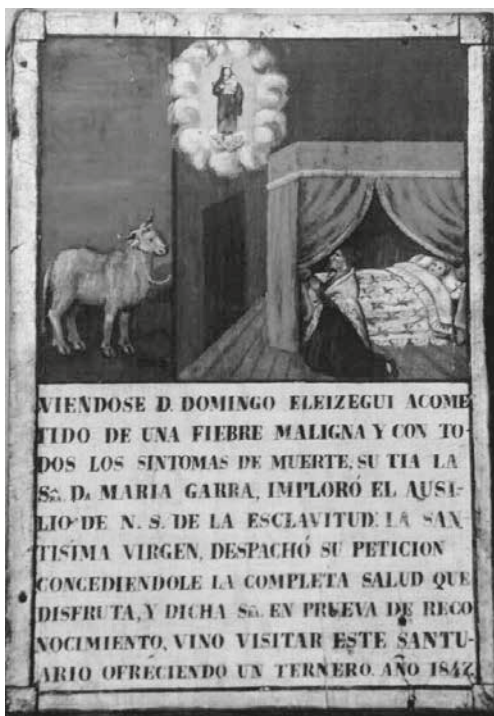 VIENDOSE D. DOMINGO ELEIZEGUI ACOME
TIDO DE UNA FIEBRE MALIGNA Y CON TO-
DOS LOS SINTOMAS DE MUERTE, SU TIA LA
Sra. Da MARIA GARRA, IMPLORÓ EL AUSI-
LIO DE N. S. DE LA ESCLAVITUD: LA SAN
TISIMA VIRGEN, DESPACHÓ SU PETICION
CONCEDIENDOLE LA COMPLETA SALUD QUE
DISFRUTA, Y DICHA Sra. EN PRUEVA DE RECO
NOCIMIENTO, VINO VISITAR ESTE SANTU-
ARIO OFRECIENDO UN TERNERO. AÑO 1847